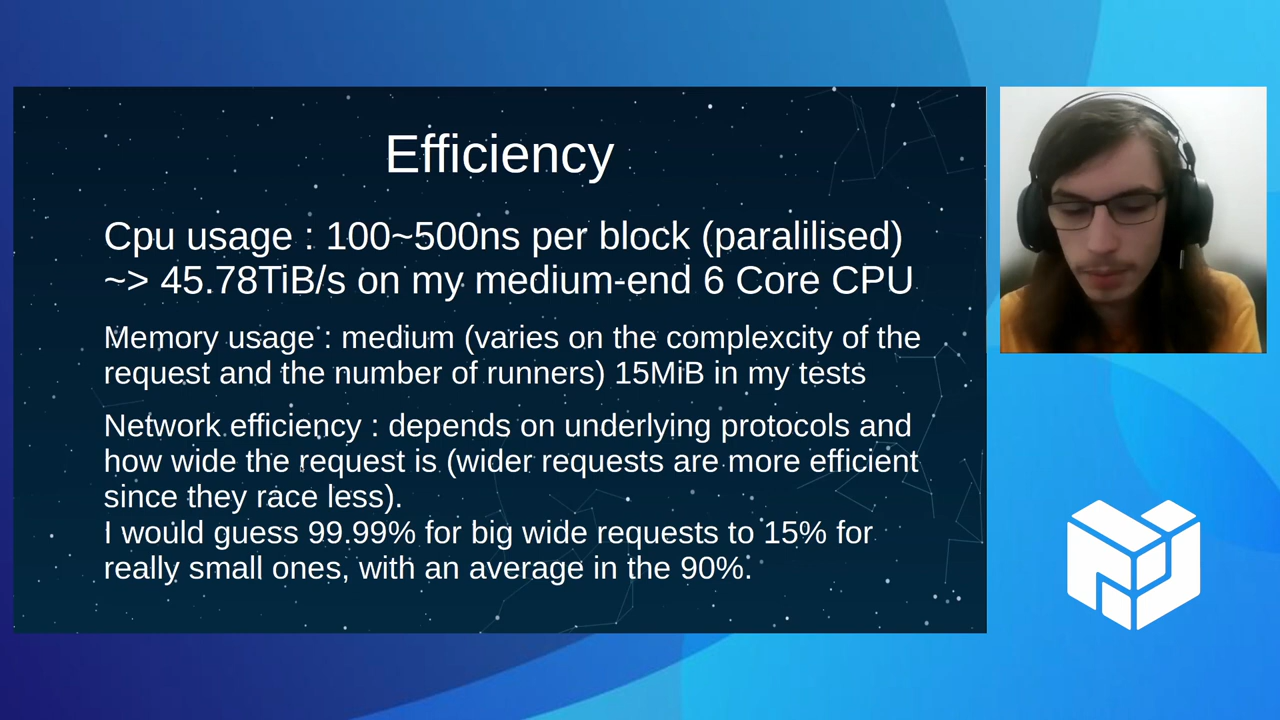 Efficiency
Cpu usage : 100~500ns per block (paralilised)
~> 45.78TiB/s on my medium-end 6 Core CPU
Memory usage : medium (varies on the complexcity of the
request and the number of runners) 15MiB in my tests
Network efficiency : depends on underlying protocols and
how wide the request is (wider requests are more efficient
since they race less).
I would guess 99.99% for big wide requests to 15% for
really small ones, with an average in the 90%.